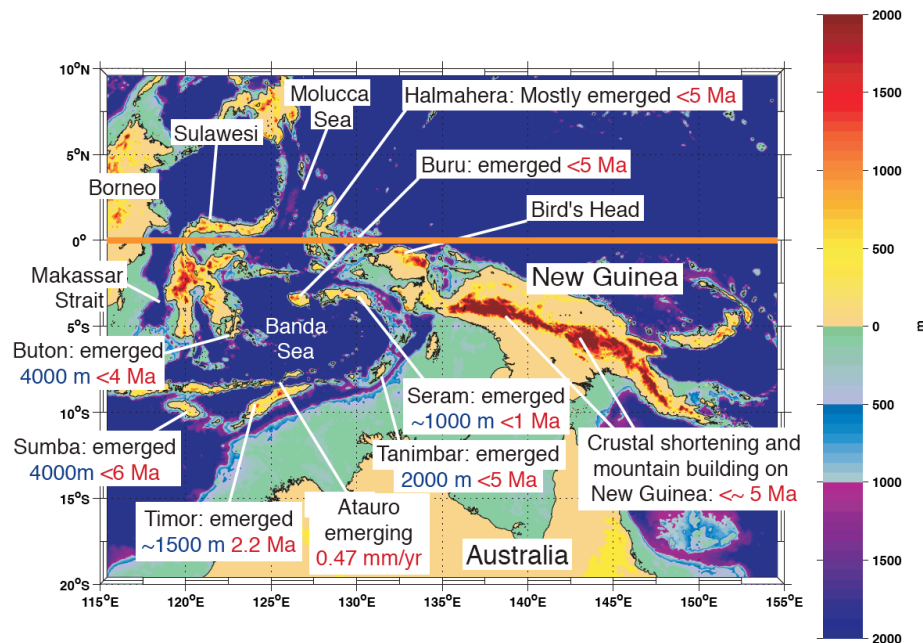 10°N
5°N
0°
5°S
10°S
15°S
20°S
115°E
120°E
125°E
130°E
135°E
140°E
145°E
150°E
155°E
Molucca
Sea
Halmahera: Mostly emerged <5 Ma
Sulawesi
Buru: emerged <5 Ma
Borneo
Bird's Head
Makassar
Strait
New Guinea
Banda
Sea
Buton: emerged
4000 m <4 Ma
Seram: emerged
~1000 m <1 Ma
Sumba: emerged
4000m <6 Ma
Tanimbar: emerged
2000 m <5 Ma
Crustal shortening and
mountain building on
New Guinea: <~ 5 Ma
Timor: emerged
~1500 m 2.2 Ma
Atauro
emerging
0.47 mm/yr
Australia
2000
1500
1000
500
0
500
1000
1500
2000
m